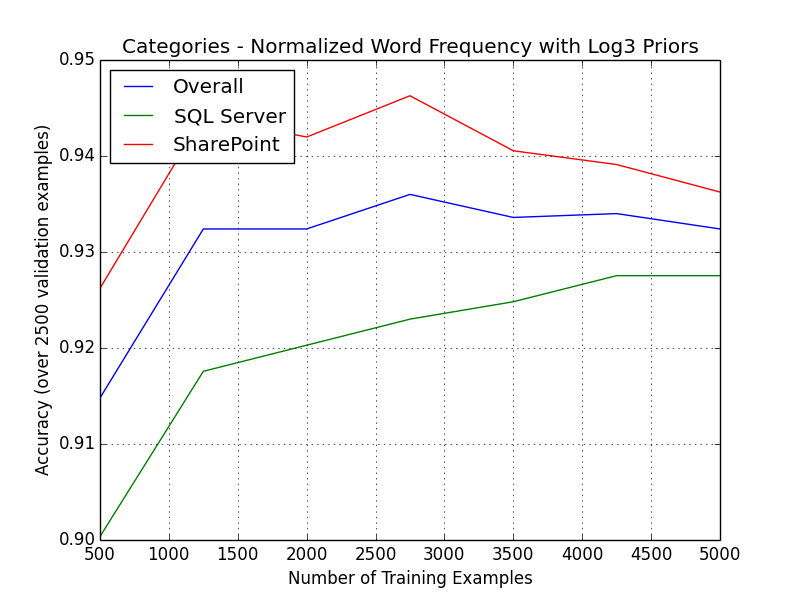 Categories - Normalized Word Frequency with Log3 Priors
Overall
SQL Server
SharePoint
Accuracy (over 2500 validation examples)
0.95
0.94
0.93
0.92
0.91
0.90
500 1000 1500 2000 2500 3000 3500 4000 4500 5000
Number of Training Examples